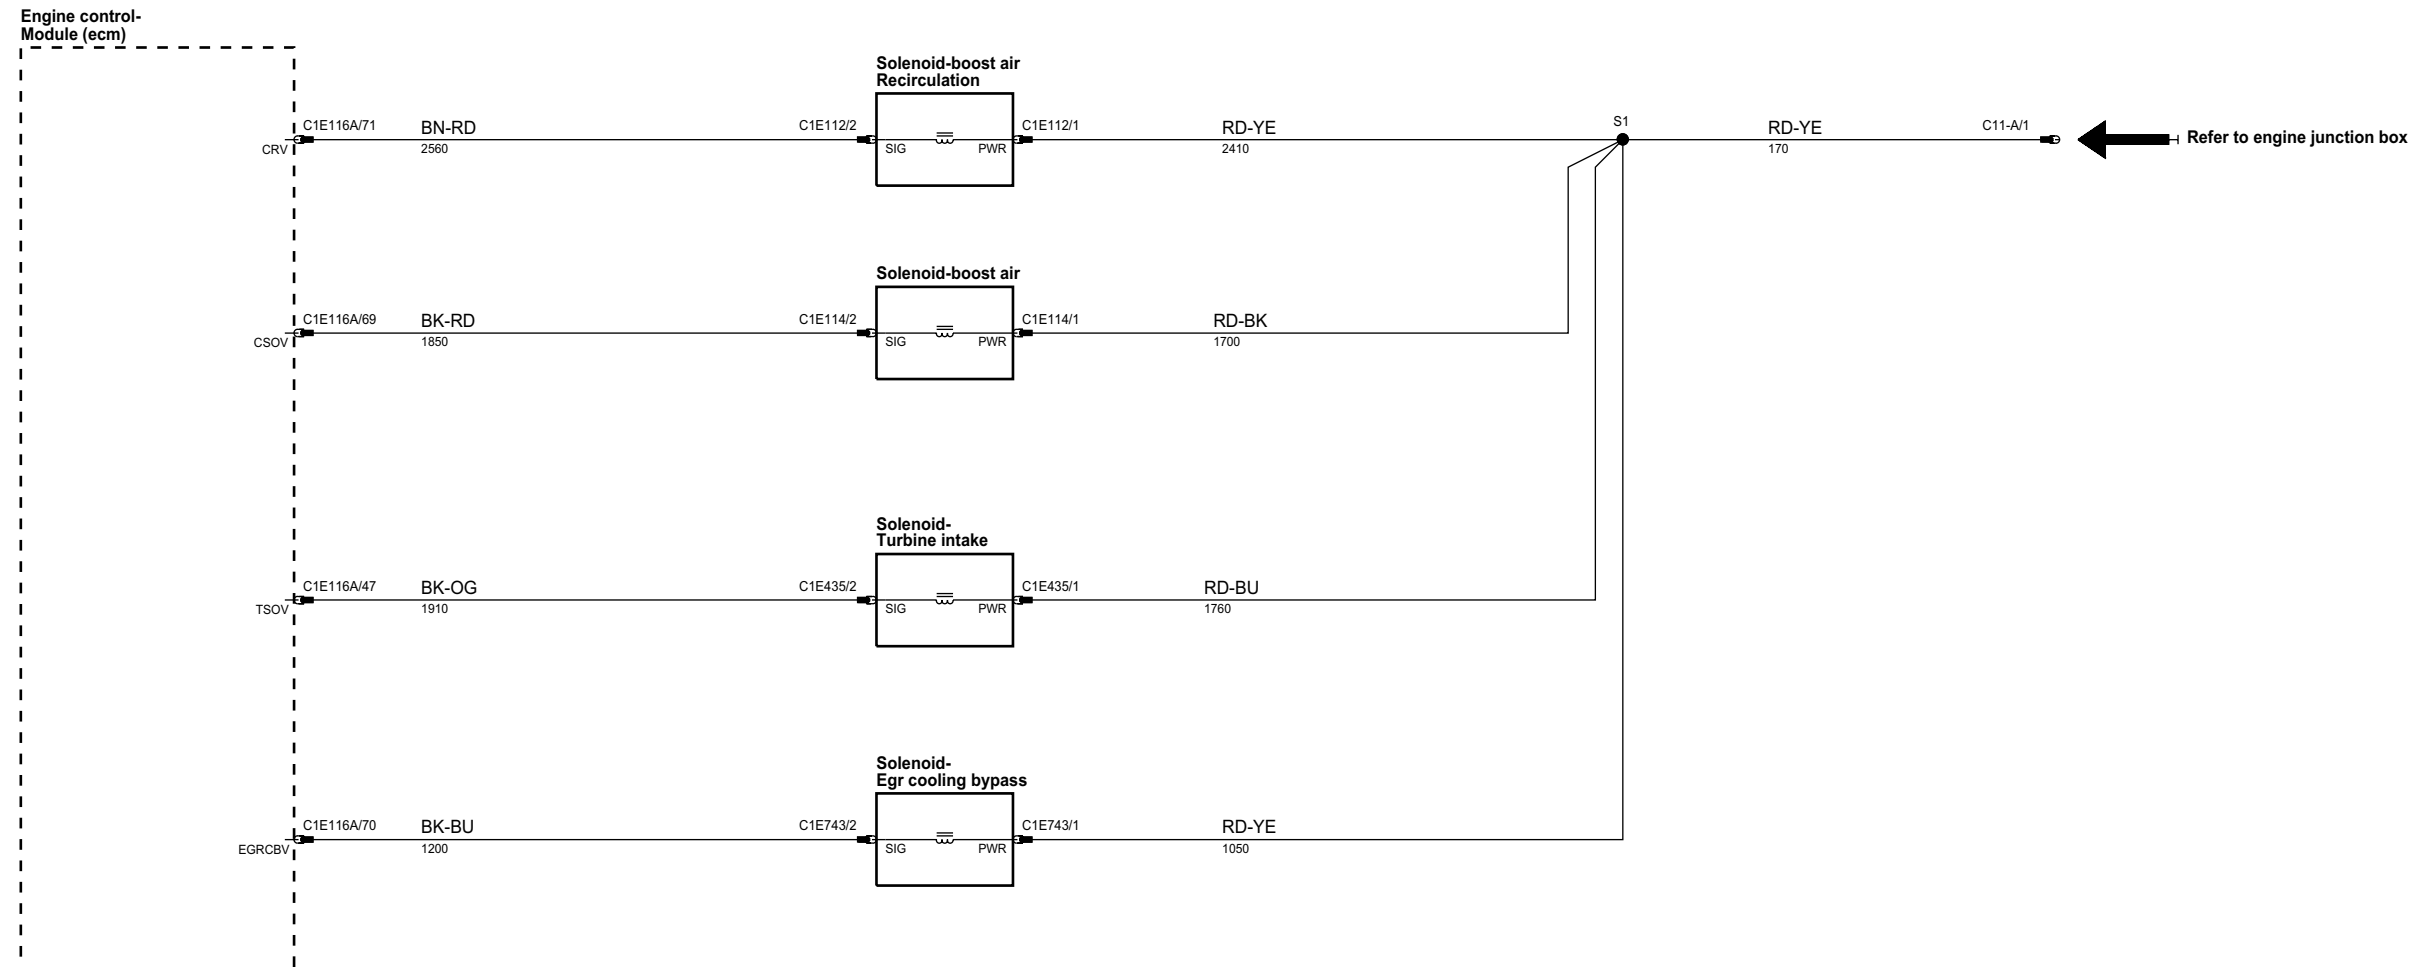 Engine control-
Module (ecm)
Solenoid-boost air
Recirculation
C1E116A/71
BN-RD
C1E112/2
C1E112/1
RD-YE
S1
RD-YE
C11-A/1
Refer to engine junction box
CRV
2560
SIG
PWR
2410
170
Solenoid-boost air
C1E116A/69
BK-RD
C1E114/2
C1E114/1
RD-BK
CSOV
1850
SIG
PWR
1700
Solenoid-
Turbine intake
C1E116A/47
BK-OG
C1E435/2
C1E435/1
RD-BU
TSOV
1910
SIG
PWR
1760
Solenoid-
Egr cooling bypass
C1E116A/70
BK-BU
C1E743/2
C1E743/1
RD-YE
EGRCBV
1200
SIG
PWR
1050